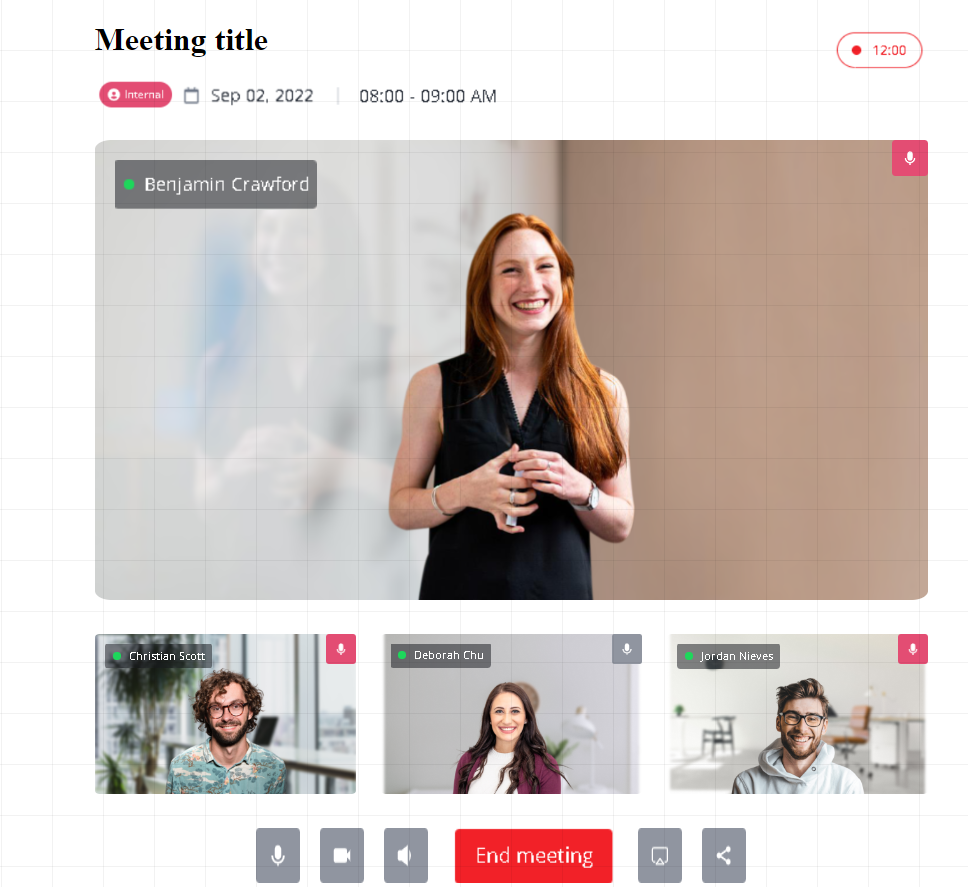 Meeting title
12:00
Internal
Sep 02, 2022
08:00 - 09:00 AM
Benjamin Crawford
Christian Scott
Deborah Chu
Jordan Nieves
End meeting